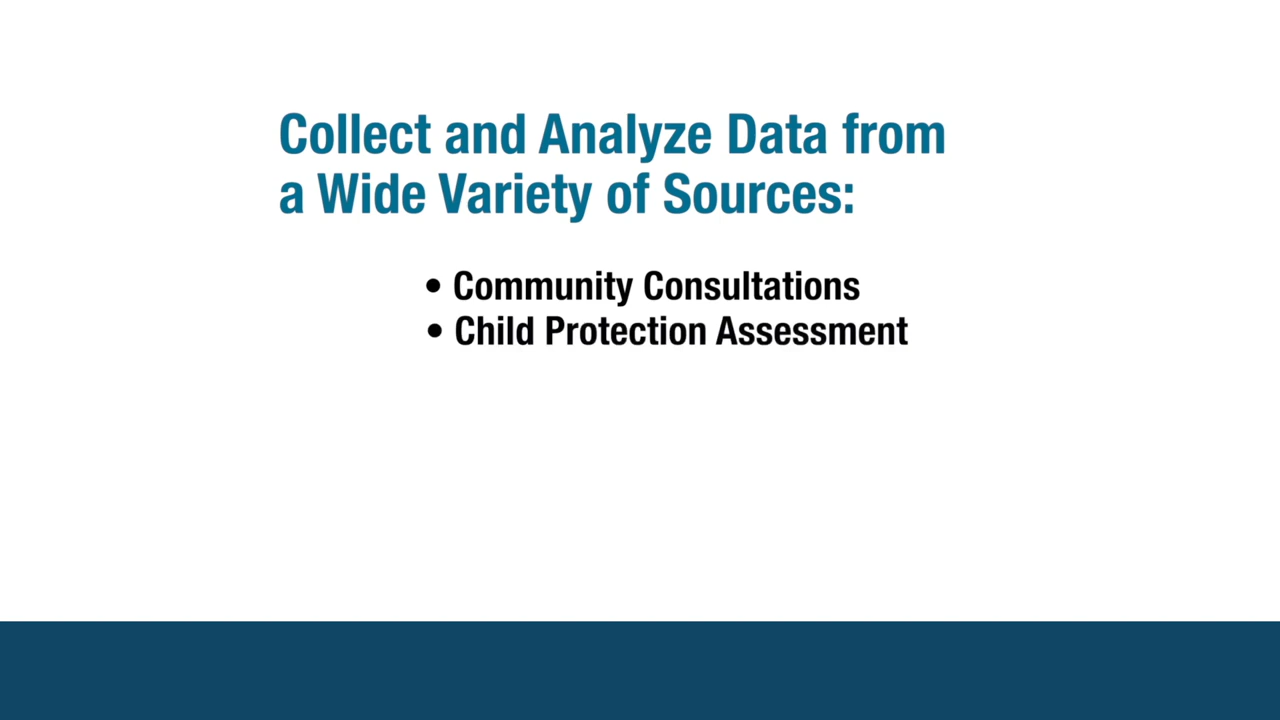 Collect and Analyze Data from
a Wide Variety of Sources:
• Community Consultations
• Child Protection Assessment